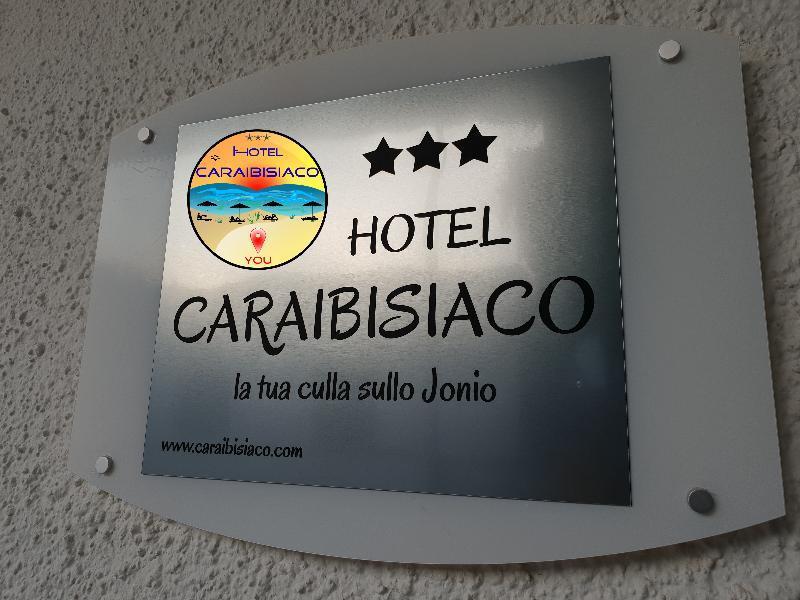 HOTEL
CARAIBISIACO
YOU
HOTEL
CARAIBISIACO
la tua culla sullo Jonio
www.caraibisiaco.com